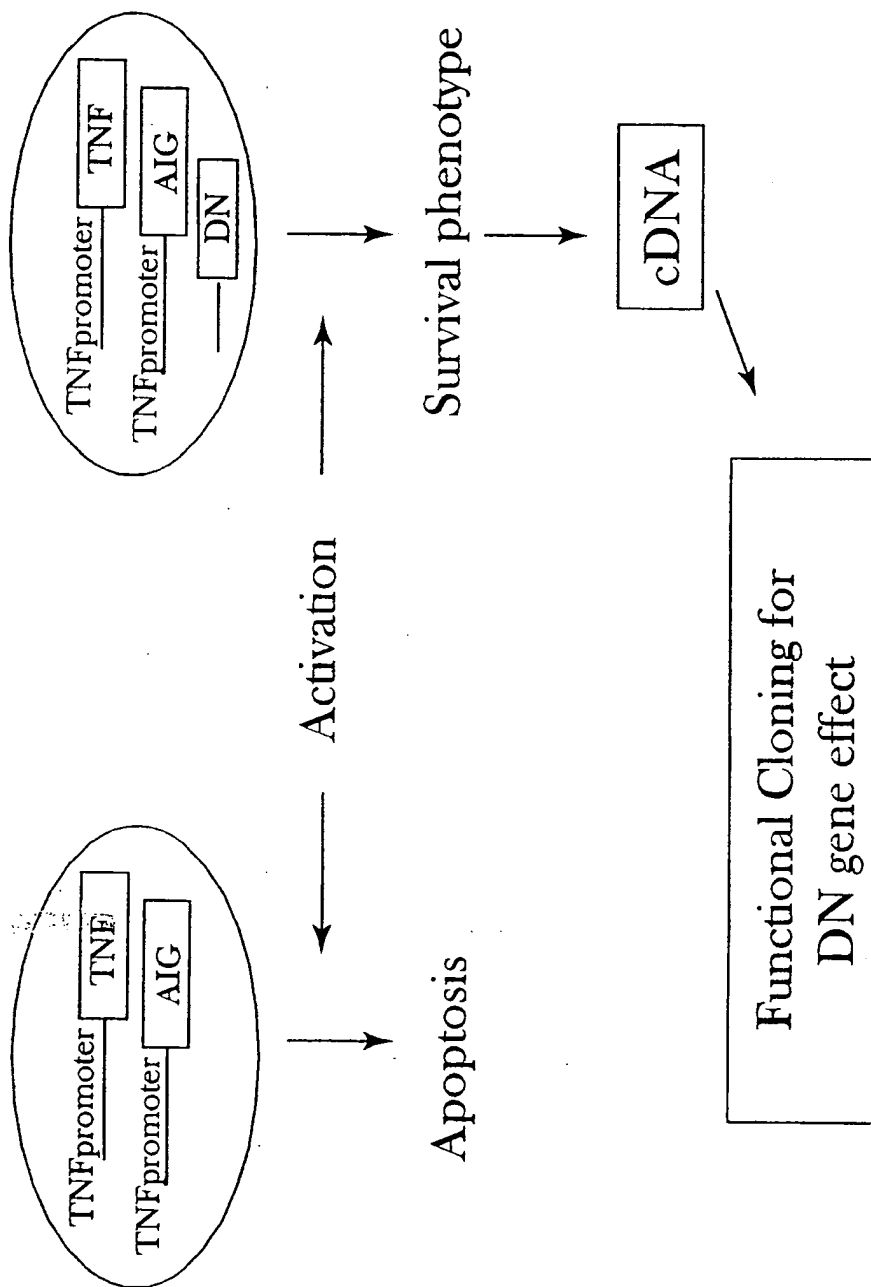 TNFpromoter
TNF
TNFpromoter
AIG
TNFpromoter
TNF
TNFpromoter
AIG
DN
Activation
Apoptosis
Survival phenotype
cDNA
Functional Cloning for
DN gene effect